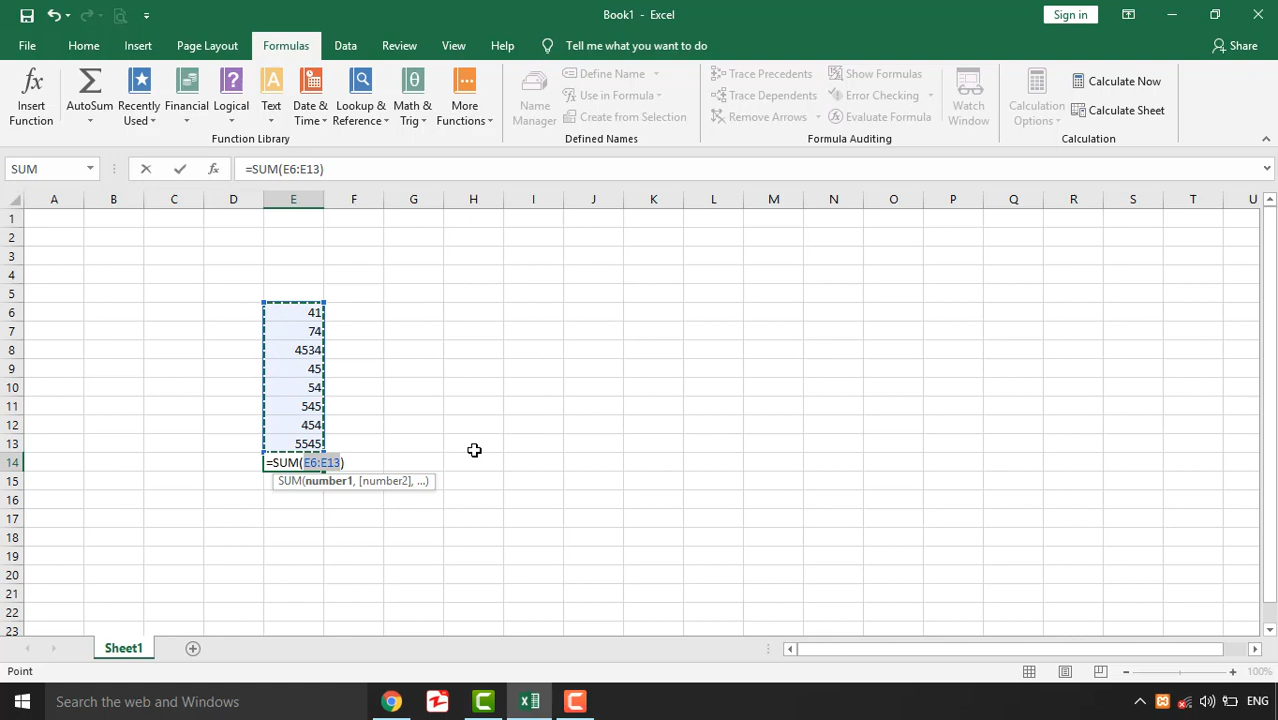 Book1 - Excel
Sign in
File Home Insert Page Layout Formulas Data Review View Help Tell me what you want to do Share
Insert Function
AutoSum
Recently Used
Financial
Logical
Text
Date & Time
Lookup & Reference
Math & Trig
More Functions
Function Library
Name Manager
Define Name
Use in Formula
Create from Selection
Defined Names
Trace Precedents
Trace Dependents
Remove Arrows
Show Formulas
Error Checking
Evaluate Formula
Watch Window
Formula Auditing
Calculation Options
Calculate Now
Calculate Sheet
Calculation
SUM fx =SUM(E6:E13)
A B C D E F G H I J K L M N O P Q R S T U
1
2
3
4
5
6 41
7 74
8 4534
9 45
10 54
11 545
12 454
13 5545
14 =SUM(E6:E13)
15 SUM(number1, [number2], ...)
16
17
18
19
20
21
22
23
Sheet1
Point 100%
Search the web and Windows ENG